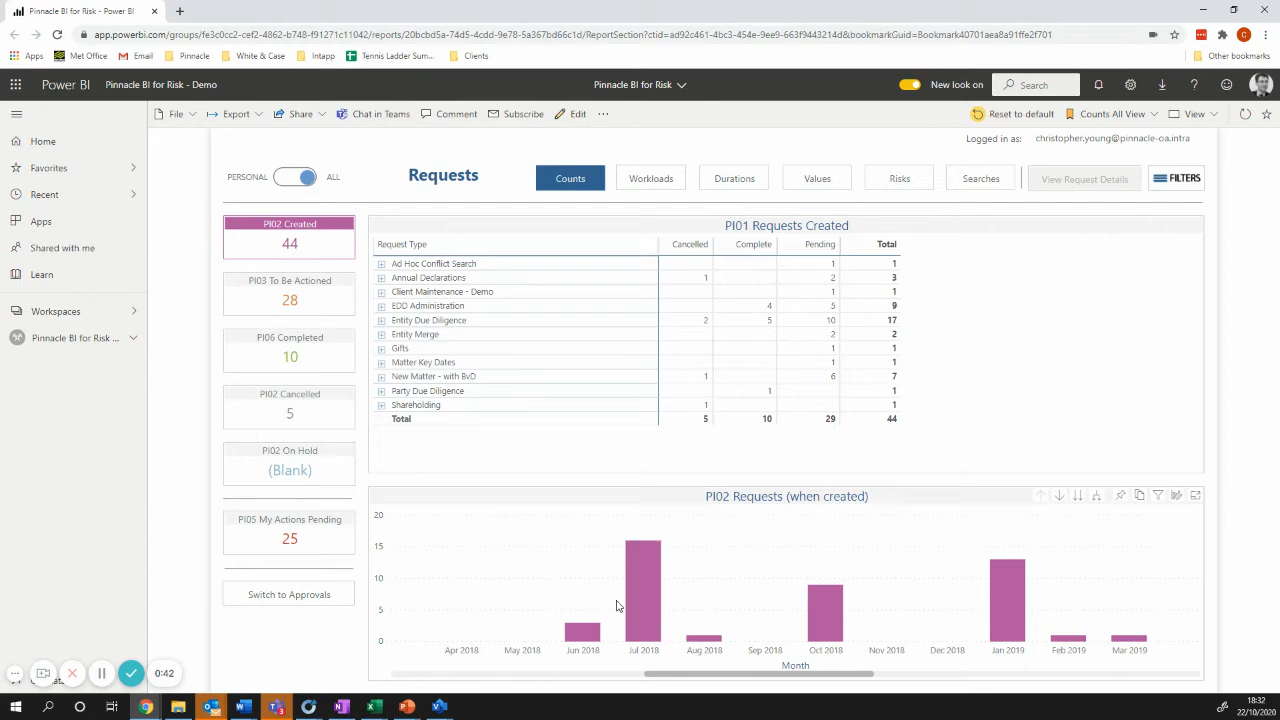 Pinnacle BI for Risk - Power BI
app.powerbi.com/groups/fe3c0cc2-cef2-4862-b748-f91271c11042/reports/20bcbd5a-74d5-4cdd-9e78-5a367bd66c1d/ReportSection?ctid=ad92c461-4bc3-454e-9ee9-663f9443214d&bookmarkGuid=Bookmark40701aea8a91ffe2f701
Apps Met Office Email Pinnacle White & Case Intapp Tennis Ladder Sum... Clients Other bookmarks
Power BI Pinnacle BI for Risk - Demo Pinnacle BI for Risk New look on Search
File Export Share Chat in Teams Comment Subscribe Edit ... Reset to default Counts All View View
Home
Favorites
Recent
Apps
Shared with me
Learn
Workspaces
Pinnacle BI for Risk ...
Logged in as: christopher.young@pinnacle-oa.intra
PERSONAL ALL Requests Counts Workloads Durations Values Risks Searches View Request Details FILTERS
PI02 Created
44
PI03 To Be Actioned
28
PI06 Completed
10
PI02 Cancelled
5
PI02 On Hold
(Blank)
PI05 My Actions Pending
25
Switch to Approvals
PI01 Requests Created
Request Type Cancelled Complete Pending Total
Ad Hoc Conflict Search 1 1
Annual Declarations 1 2 3
Client Maintenance - Demo 1 1
EDD Administration 4 5 9
Entity Due Diligence 2 5 10 17
Entity Merge 2 2
Gifts 1 1
Matter Key Dates 1 1
New Matter - with BvD 1 6 7
Party Due Diligence 1 1
Shareholding 1 1
Total 5 10 29 44
PI02 Requests (when created)
20
15
10
5
0
Apr 2018 May 2018 Jun 2018 Jul 2018 Aug 2018 Sep 2018 Oct 2018 Nov 2018 Dec 2018 Jan 2019 Feb 2019 Mar 2019
Month
0:42
18:32
22/10/2020